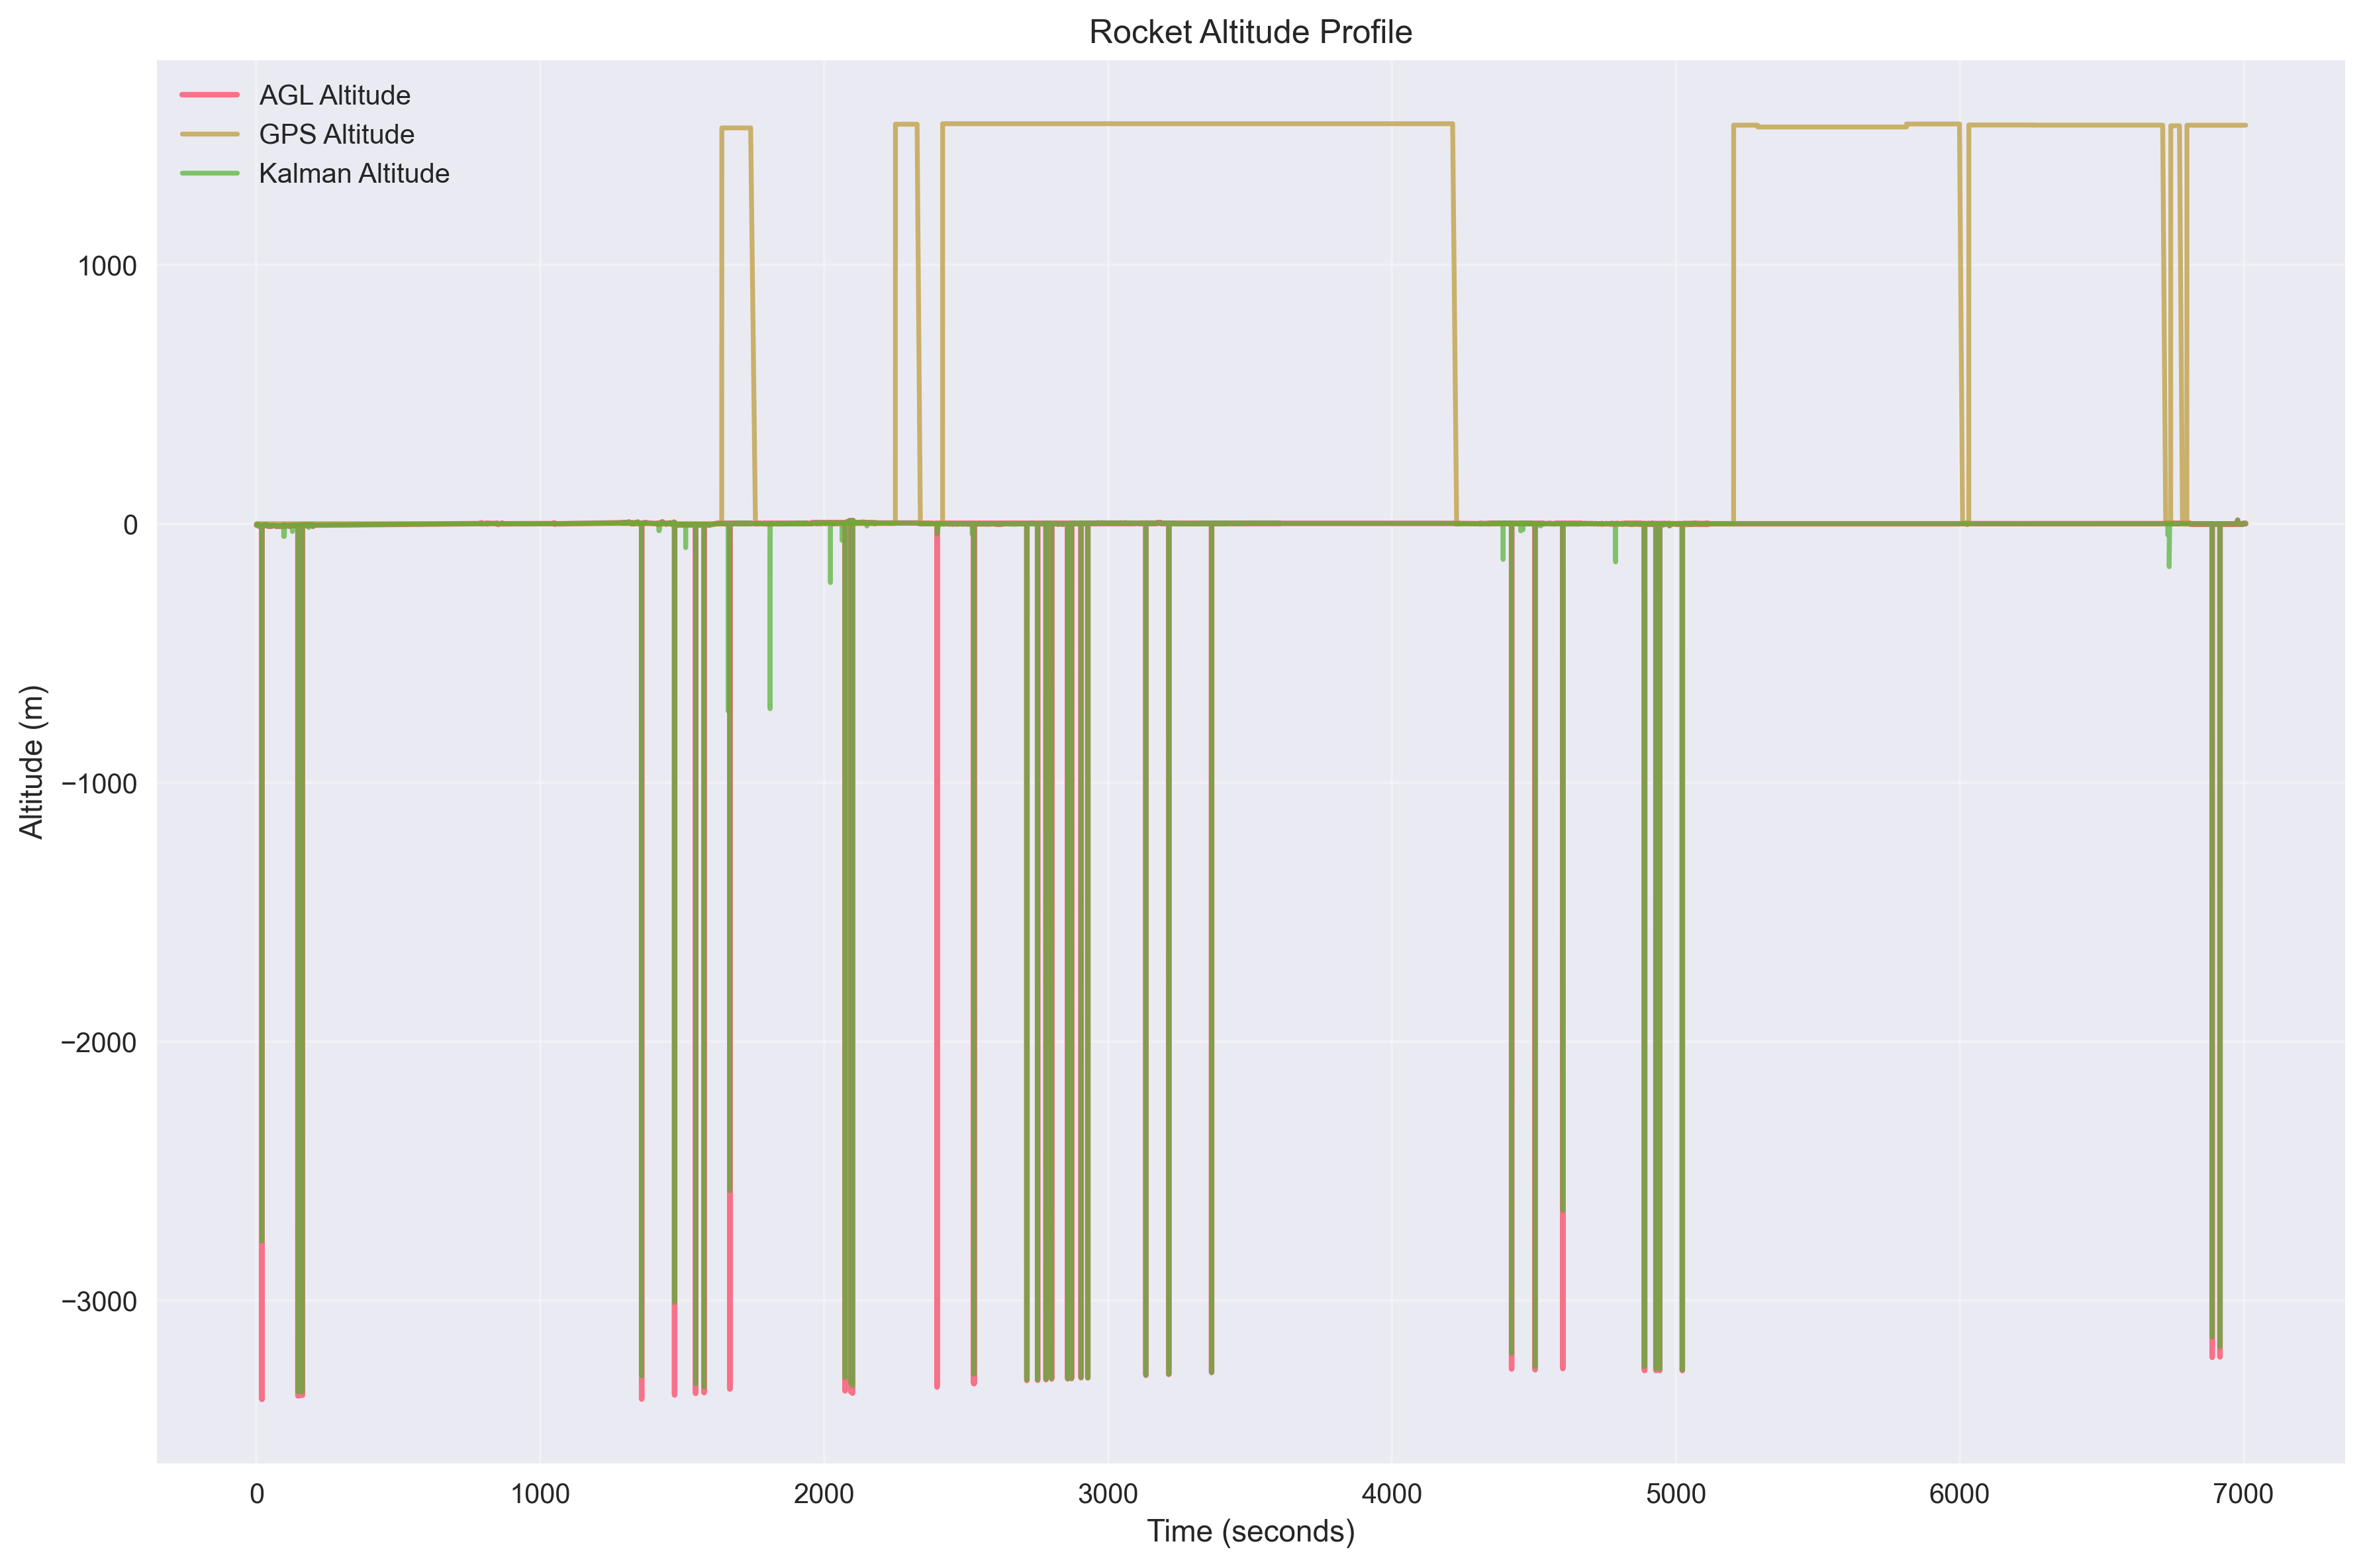 Rocket Altitude Profile
AGL Altitude
GPS Altitude
Kalman Altitude
1000
0
−1000
−2000
−3000
Altitude (m)
0 1000 2000 3000 4000 5000 6000 7000
Time (seconds)